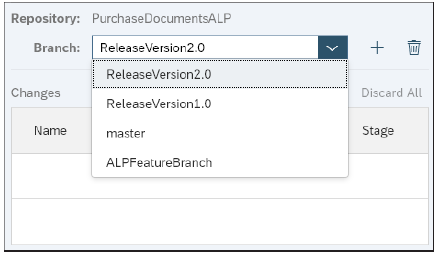 Repository: PurchaseDocumentsALP
Branch: ReleaseVersion2.0
ReleaseVersion2.0
ReleaseVersion1.0
master
ALPFeatureBranch
Changes Discard All
Name Stage